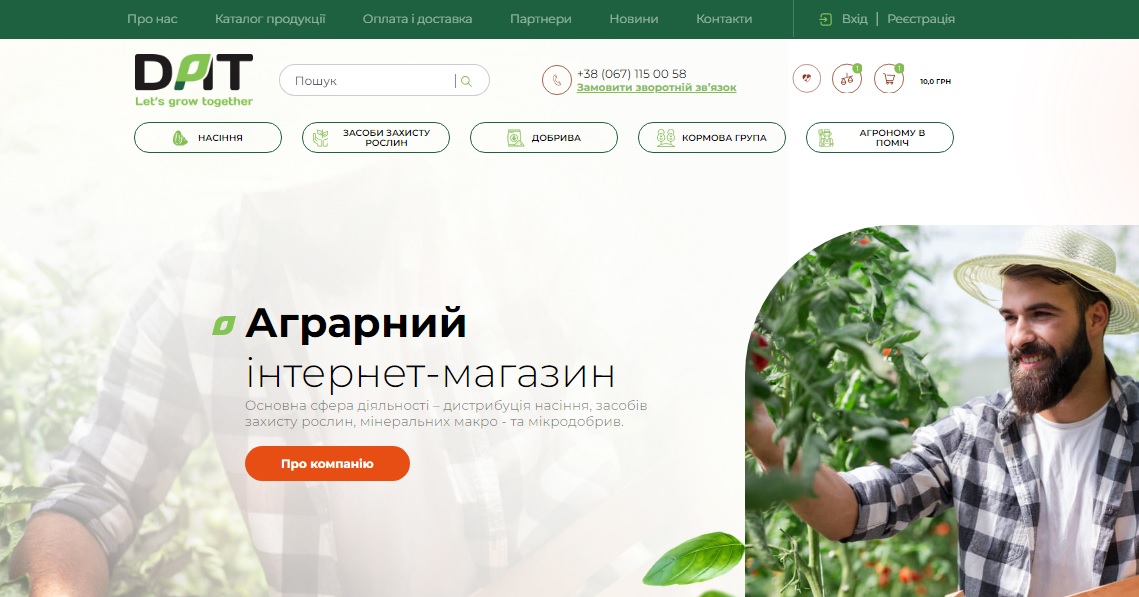 Про нас Каталог продукції Оплата і доставка Партнери Новини Контакти Вхід | Реєстрація
DAT
Let's grow together
Пошук
+38 (067) 115 00 58
Замовити зворотній зв'язок
1
1
10,0 ГРН
НАСІННЯ
ЗАСОБИ ЗАХИСТУ
РОСЛИН
ДОБРИВА
КОРМОВА ГРУПА
АГРОНОМУ В
ПОМІЧ
Аграрний
інтернет-магазин
Основна сфера діяльності – дистрибуція насіння, засобів
захисту рослин, мінеральних макро - та мікродобрив.
Про компанію